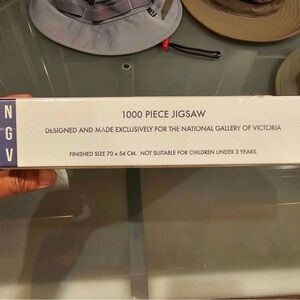 NGV
1000 PIECE JIGSAW
DESIGNED AND MADE EXCLUSIVELY FOR THE NATIONAL GALLERY OF VICTORIA
FINISHED SIZE 70 x 54 CM. NOT SUITABLE FOR CHILDREN UNDER 3 YEARS.